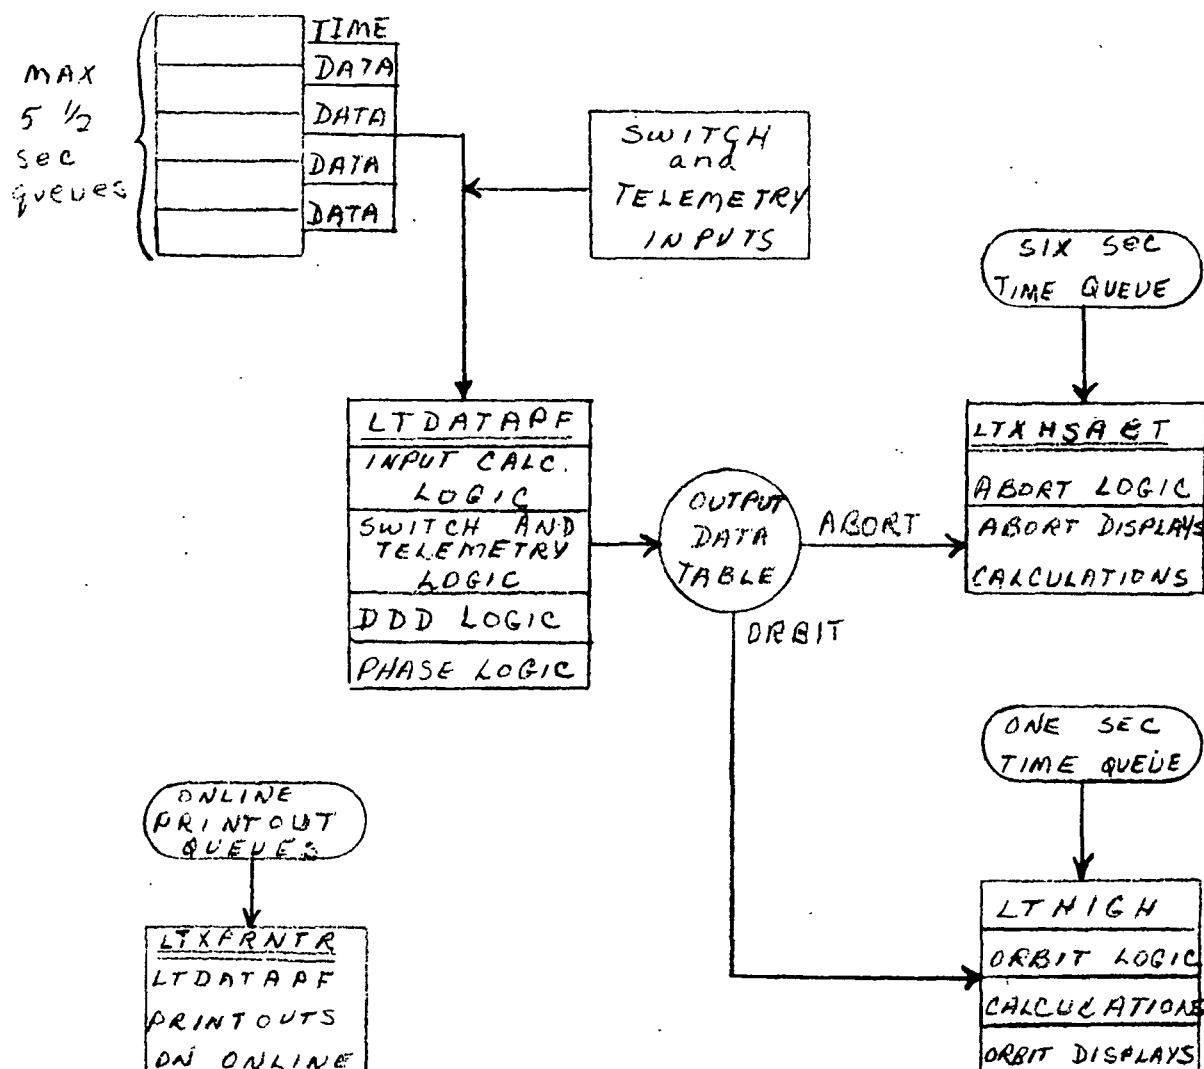 TIME
DATA
DATA
DATA
DATA
MAX
5 1/2
sec
queues
SWITCH
and
TELEMETRY
INPUTS
SIX SEC
TIME QUEUE
LTDATAPF
INPUT CALC.
LOGIC
SWITCH AND
TELEMETRY
LOGIC
DDD LOGIC
PHASE LOGIC
OUTPUT
DATA
TABLE
ABORT
ORBIT
LTXHSAET
ABORT LOGIC
ABORT DISPLAYS
CALCULATIONS
ONE SEC
TIME QUEUE
LTHIGH
ORBIT LOGIC
CALCULATIONS
ORBIT DISPLAYS
ONLINE
PRINTOUT
QUEUES
LTXPRNTR
LTDATAPF
PRINTOUTS
ON ONLINE